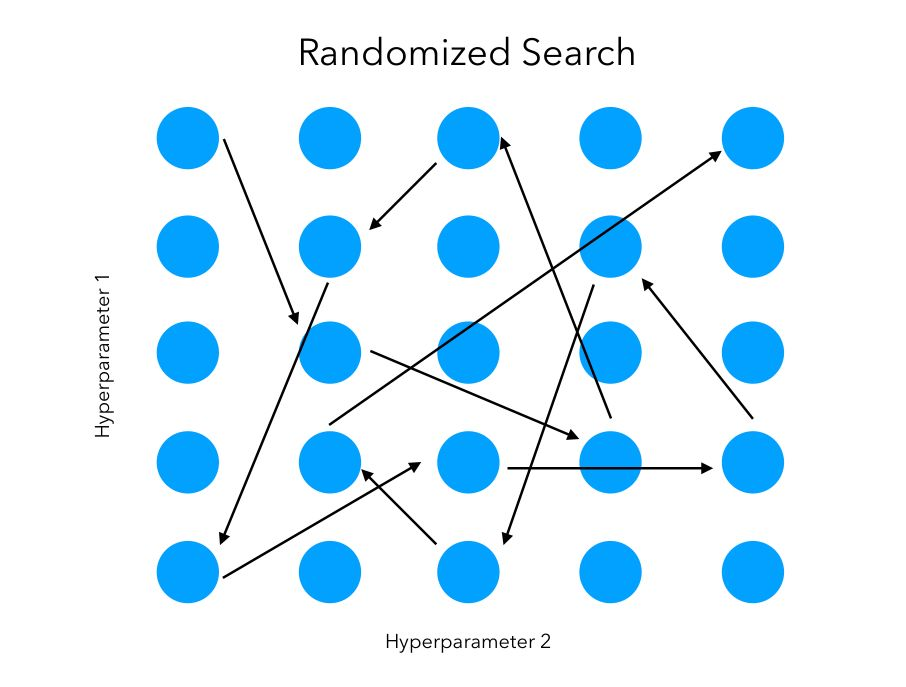 Randomized Search
Hyperparameter 1
Hyperparameter 2